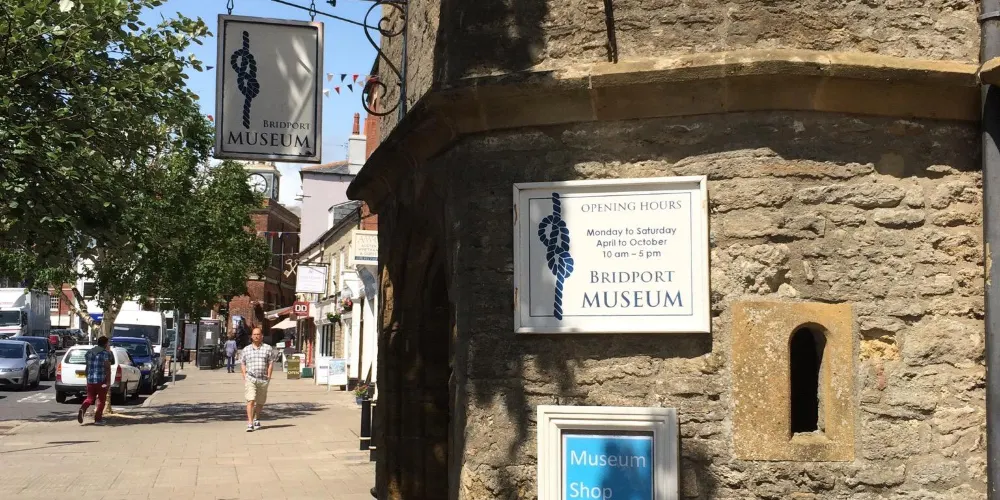 BRIDPORT
MUSEUM
OPENING HOURS
Monday to Saturday
April to October
10 am – 5 pm
BRIDPORT
MUSEUM
Museum
Shop